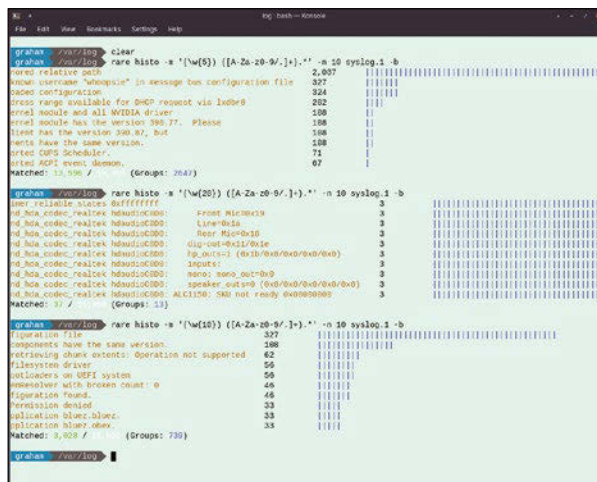 log : bash — Konsole
File Edit View Bookmarks Settings Help
graham /var/log clear
graham /var/log rare histo -m '(\w{5}) ([A-Za-z0-9/.]+).*' -n 10 syslog.1 -b
nored relative path 2,037
known username "whoopsie" in message bus configuration file 327
oaded configuration 324
dress range available for DHCP request via lxdbr0 202
ernel module and all NVIDIA driver 108
ernel module has the version 390.77. Please 108
lient has the version 390.87, but 108
nents have the same version. 108
arted CUPS Scheduler. 71
arted ACPI event daemon. 67
Matched: 13,596 / (Groups: 2647)
graham /var/log rare histo -m '(\w{20}) ([A-Za-z0-9/.]+).*' -n 10 syslog.1 -b
imer_reliable_states 0xffffffff 3
nd_hda_codec_realtek hdaudioC0D0: Front Mic=0x19 3
nd_hda_codec_realtek hdaudioC0D0: Line=0x1a 3
nd_hda_codec_realtek hdaudioC0D0: Rear Mic=0x18 3
nd_hda_codec_realtek hdaudioC0D0: dig-out=0x11/0x1e 3
nd_hda_codec_realtek hdaudioC0D0: hp_outs=1 (0x1b/0x0/0x0/0x0/0x0) 3
nd_hda_codec_realtek hdaudioC0D0: inputs: 3
nd_hda_codec_realtek hdaudioC0D0: mono: mono_out=0x0 3
nd_hda_codec_realtek hdaudioC0D0: speaker_outs=0 (0x0/0x0/0x0/0x0/0x0) 3
nd_hda_codec_realtek hdaudioC0D0: ALC1150: SKU not ready 0x00000000 3
Matched: 37 / (Groups: 13)
graham /var/log rare histo -m '(\w{10}) ([A-Za-z0-9/.]+).*' -n 10 syslog.1 -b
figuration file 327
components have the same version. 108
retrieving chunk extents: Operation not supported 62
filesystem driver 56
ootloaders on UEFI system 56
emResolver with broken count: 0 46
figuration found. 46
Permission denied 33
pplication bluez.bluez. 33
pplication bluez.obex. 33
Matched: 3,028 / (Groups: 730)
graham /var/log